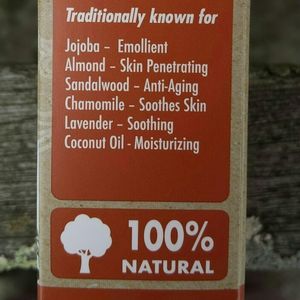 Traditionally known for
Jojoba – Emollient
Almond – Skin Penetrating
Sandalwood – Anti-Aging
Chamomile – Soothes Skin
Lavender – Soothing
Coconut Oil - Moisturizing
100%
NATURAL